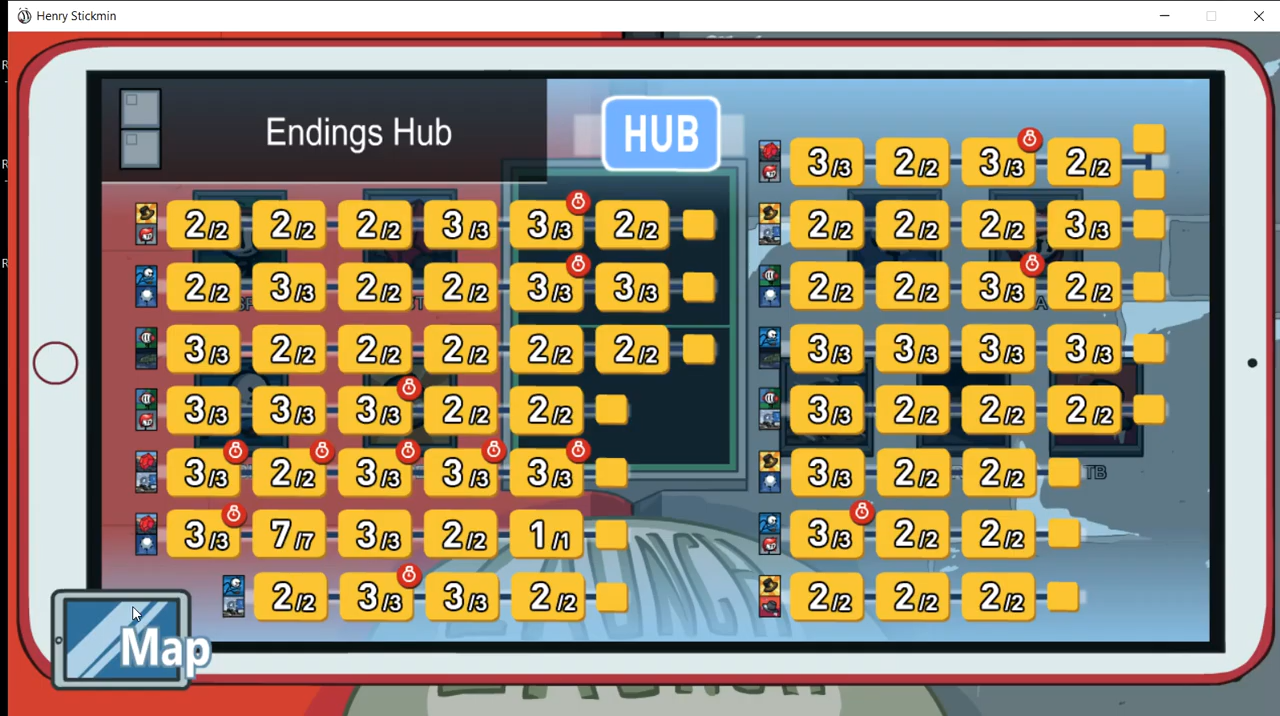 Henry Stickmin
Endings Hub
HUB
3/3 2/2 3/3 2/2
2/2 2/2 2/2 3/3 3/3 2/2
2/2 2/2 2/2 3/3
2/2 3/3 2/2 2/2 3/3 3/3
2/2 2/2 3/3 2/2
3/3 2/2 2/2 2/2 2/2 2/2
3/3 3/3 3/3 3/3
3/3 3/3 3/3 2/2 2/2
3/3 2/2 2/2 2/2
3/3 2/2 3/3 3/3 3/3
3/3 2/2 2/2
TB
3/3 7/7 3/3 2/2 1/1
3/3 2/2 2/2
2/2 3/3 3/3 2/2
2/2 2/2 2/2
LAUNCH
Map